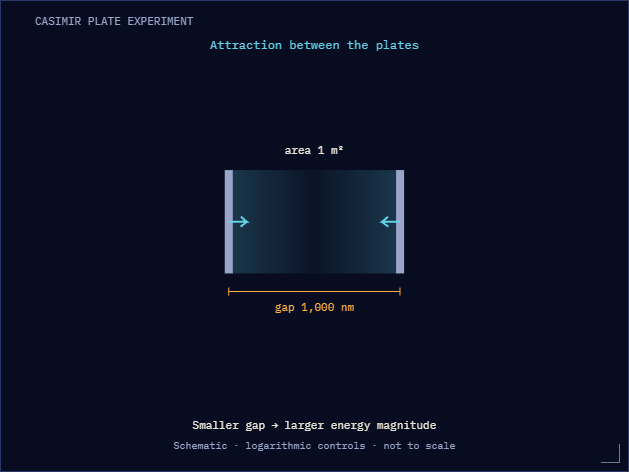 CASIMIR PLATE EXPERIMENT
Attraction between the plates
area 1 m²
gap 1,000 nm
Smaller gap → larger energy magnitude
Schematic · logarithmic controls · not to scale